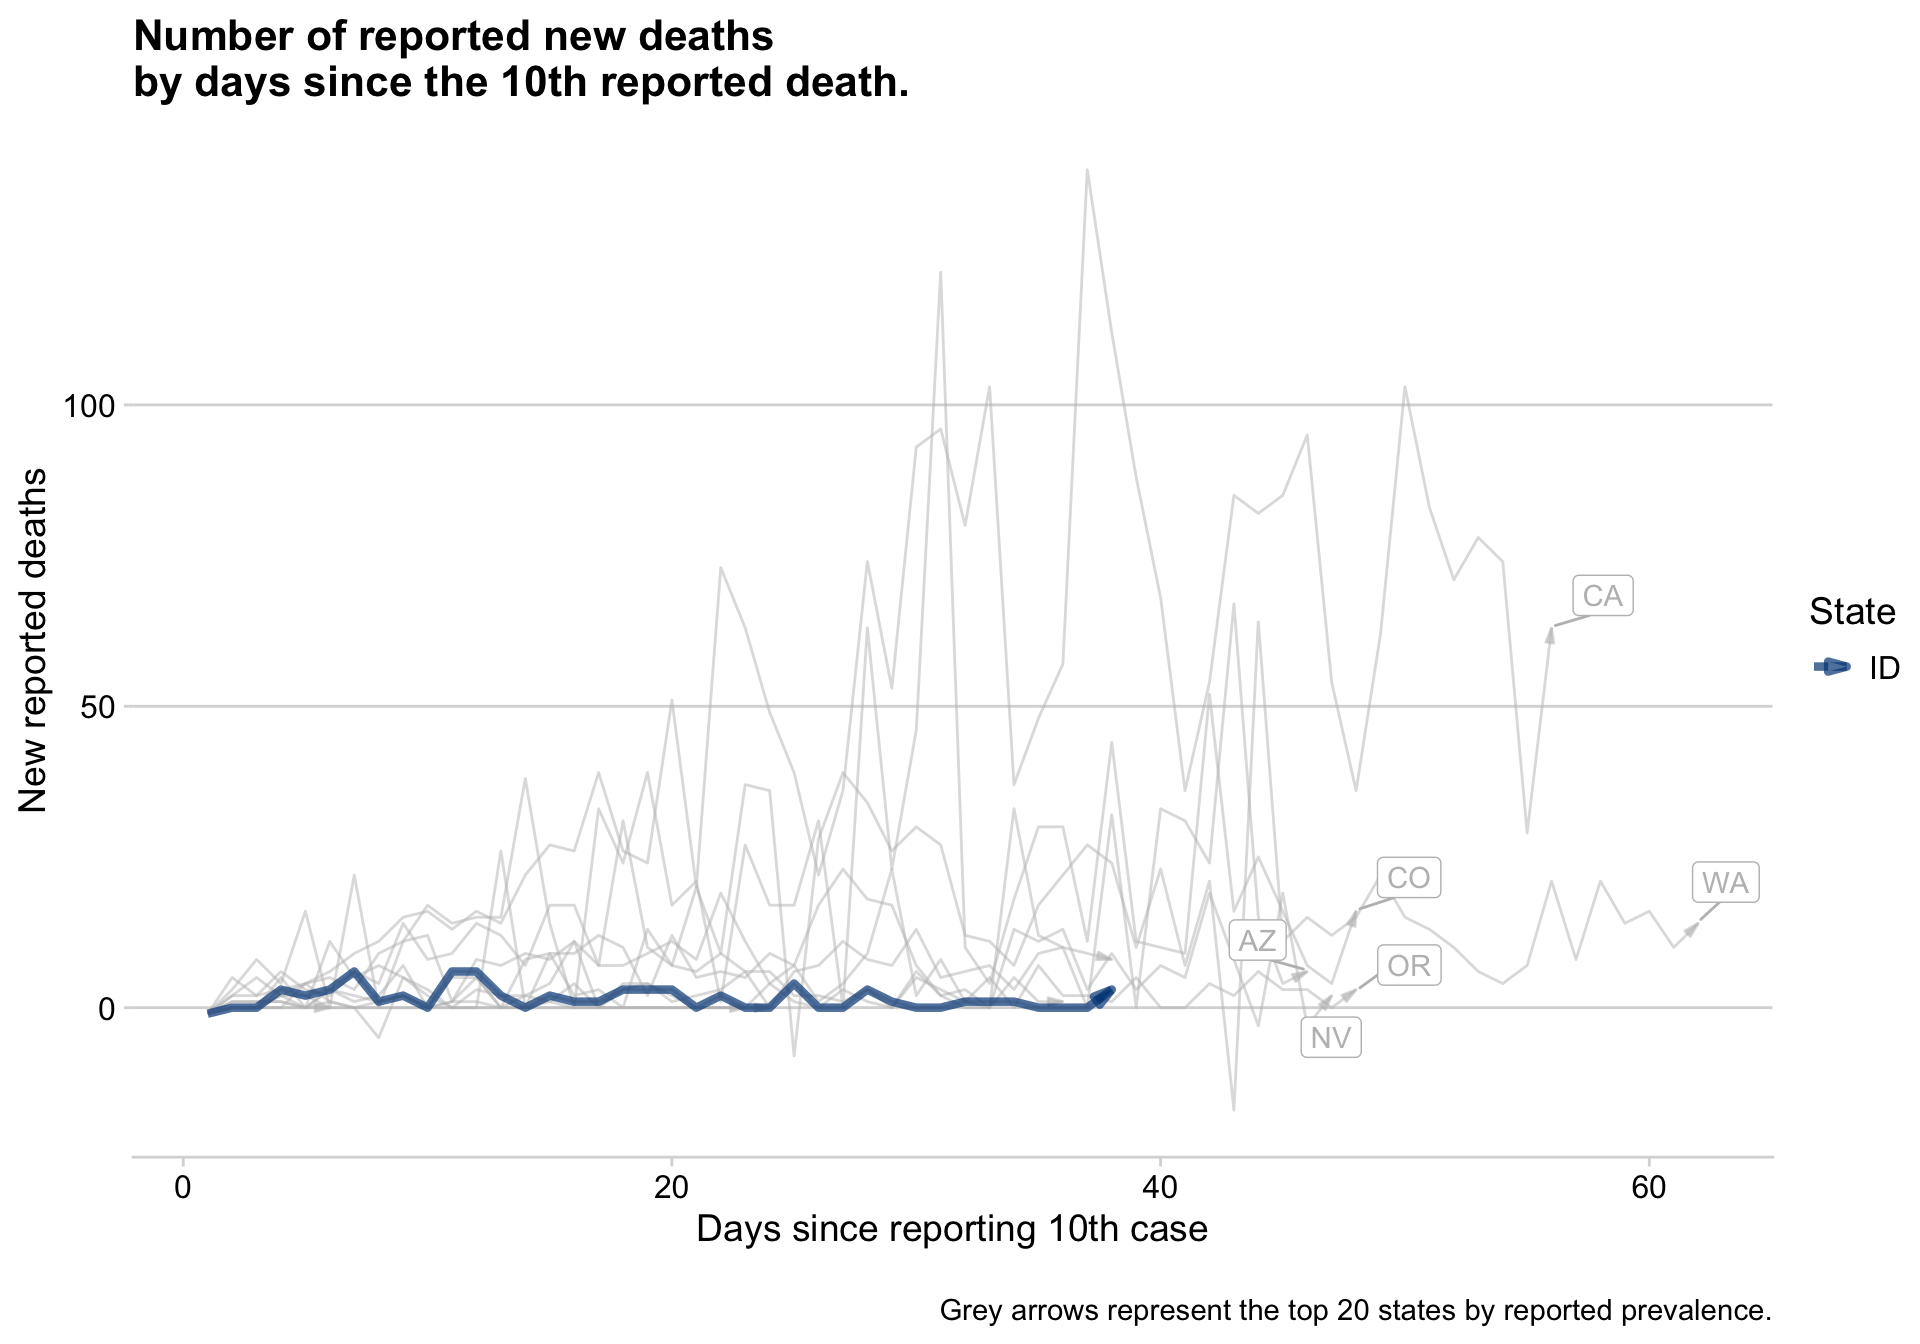 Number of reported new deaths
by days since the 10th reported death.
New reported deaths
100
50
0
CA
CO
WA
AZ
OR
NV
State
ID
0 20 40 60
Days since reporting 10th case
Grey arrows represent the top 20 states by reported prevalence.